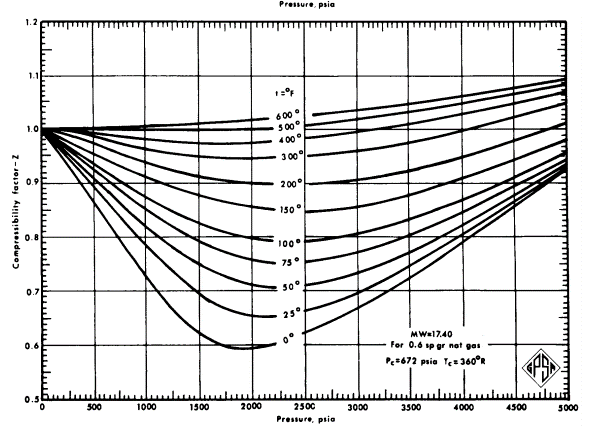 Pressure, psia
1.2
1.1
1.0
0.9
0.8
0.7
0.6
0.5
Compressibility factor-Z
t=°F
600°
500°
400°
300°
200°
150°
100°
75°
50°
25°
0°
MW=17.40
For 0.6 sp gr nat gas
Pc=672 psia Tc=360°R
GPSA
0 500 1000 1500 2000 2500 3000 3500 4000 4500 5000
Pressure, psia